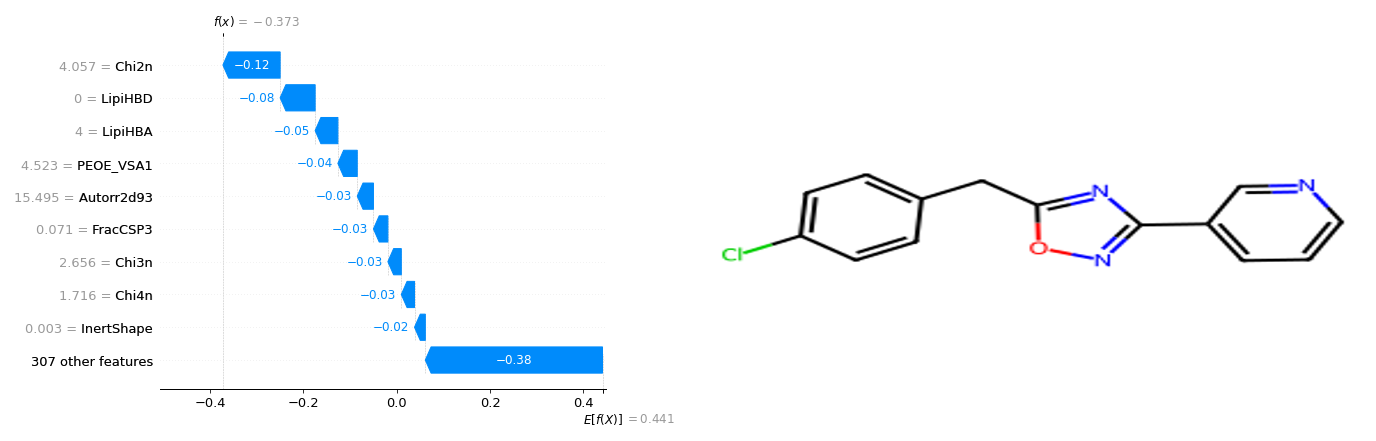 f(x) = −0.373
4.057 = Chi2n
−0.12
0 = LipiHBD
−0.08
4 = LipiHBA
−0.05
4.523 = PEOE_VSA1
−0.04
15.495 = Autorr2d93
−0.03
0.071 = FracCSP3
−0.03
2.656 = Chi3n
−0.03
1.716 = Chi4n
−0.03
0.003 = InertShape
−0.02
307 other features
−0.38
−0.4
−0.2
0.0
0.2
0.4
E[f(X)] = 0.441
N
N
Cl
O
N